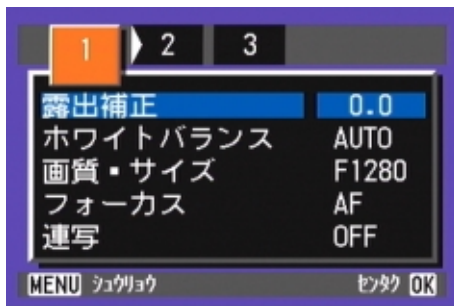 1 2 3
露出補正 0.0
ホワイトバランス AUTO
画質・サイズ F1280
フォーカス AF
連写 OFF
MENU ｼｭｳﾘｮｳ ｾﾝﾀｸ OK